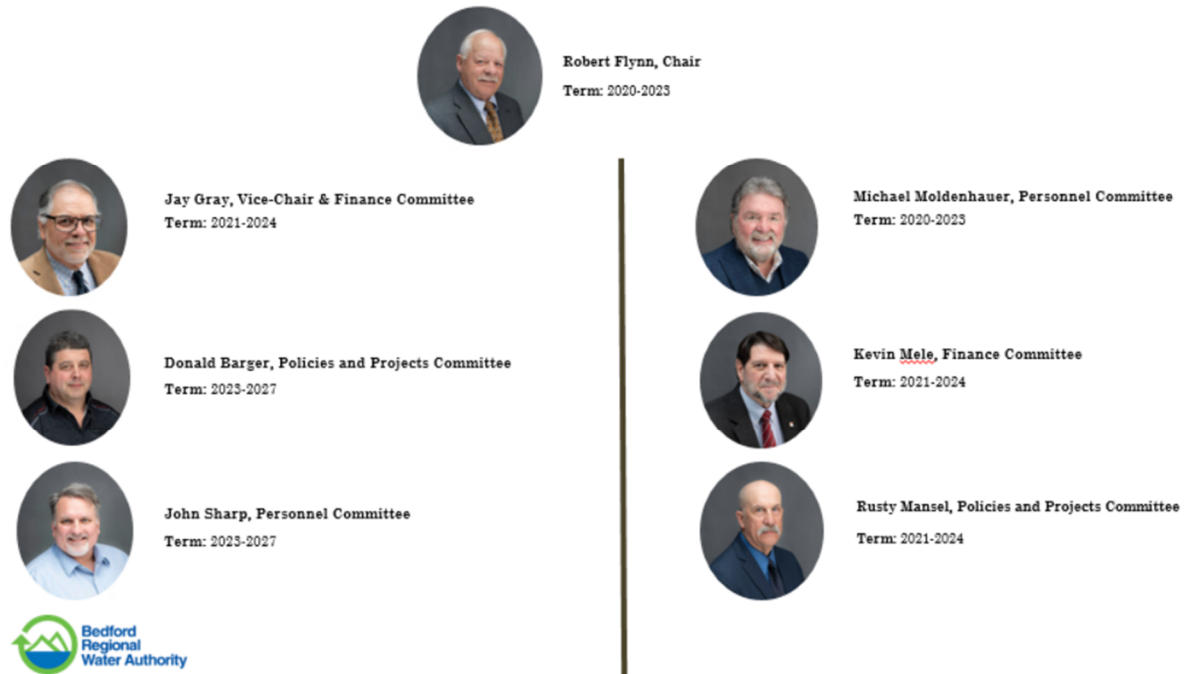 Robert Flynn, Chair
Term: 2020-2023
Jay Gray, Vice-Chair & Finance Committee
Term: 2021-2024
Donald Barger, Policies and Projects Committee
Term: 2023-2027
John Sharp, Personnel Committee
Term: 2023-2027
Michael Moldenhauer, Personnel Committee
Term: 2020-2023
Kevin Mele, Finance Committee
Term: 2021-2024
Rusty Mansel, Policies and Projects Committee
Term: 2021-2024
Bedford
Regional
Water Authority